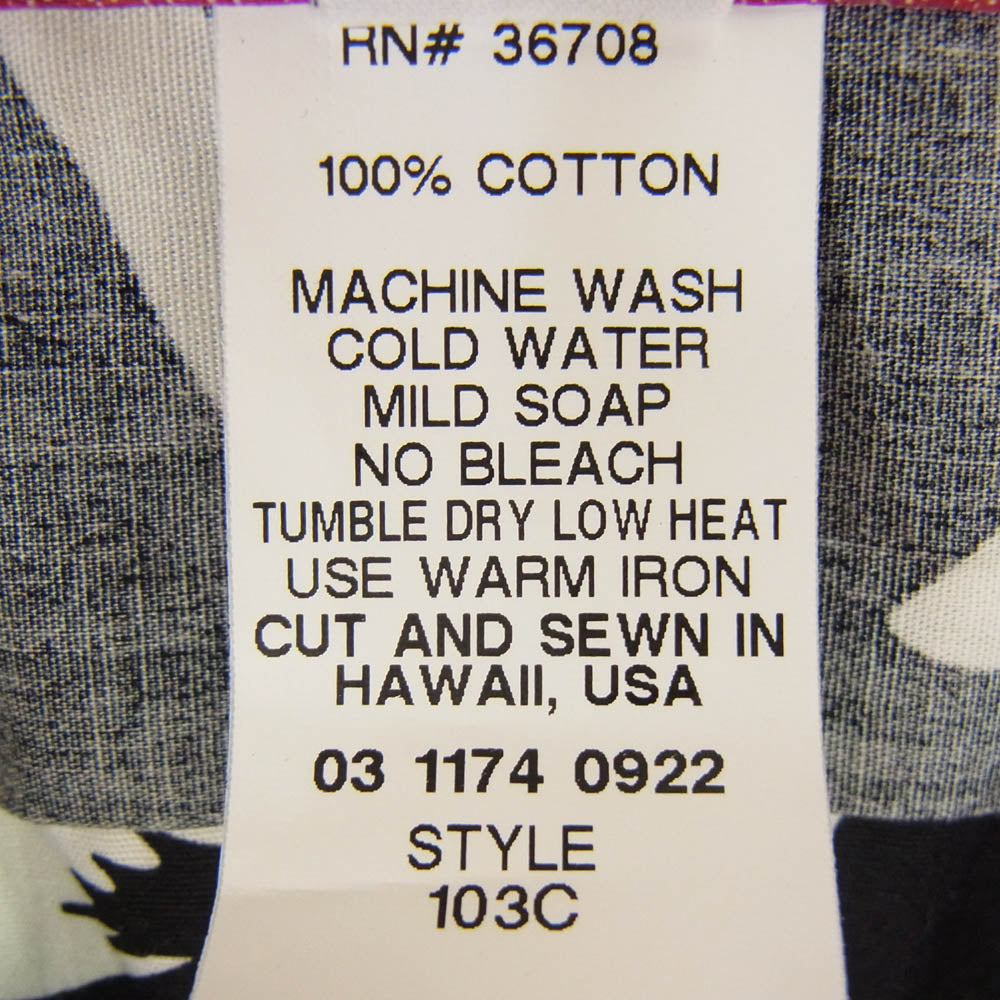 RN# 36708
100% COTTON
MACHINE WASH
COLD WATER
MILD SOAP
NO BLEACH
TUMBLE DRY LOW HEAT
USE WARM IRON
CUT AND SEWN IN
HAWAII, USA
03 1174 0922
STYLE
103C